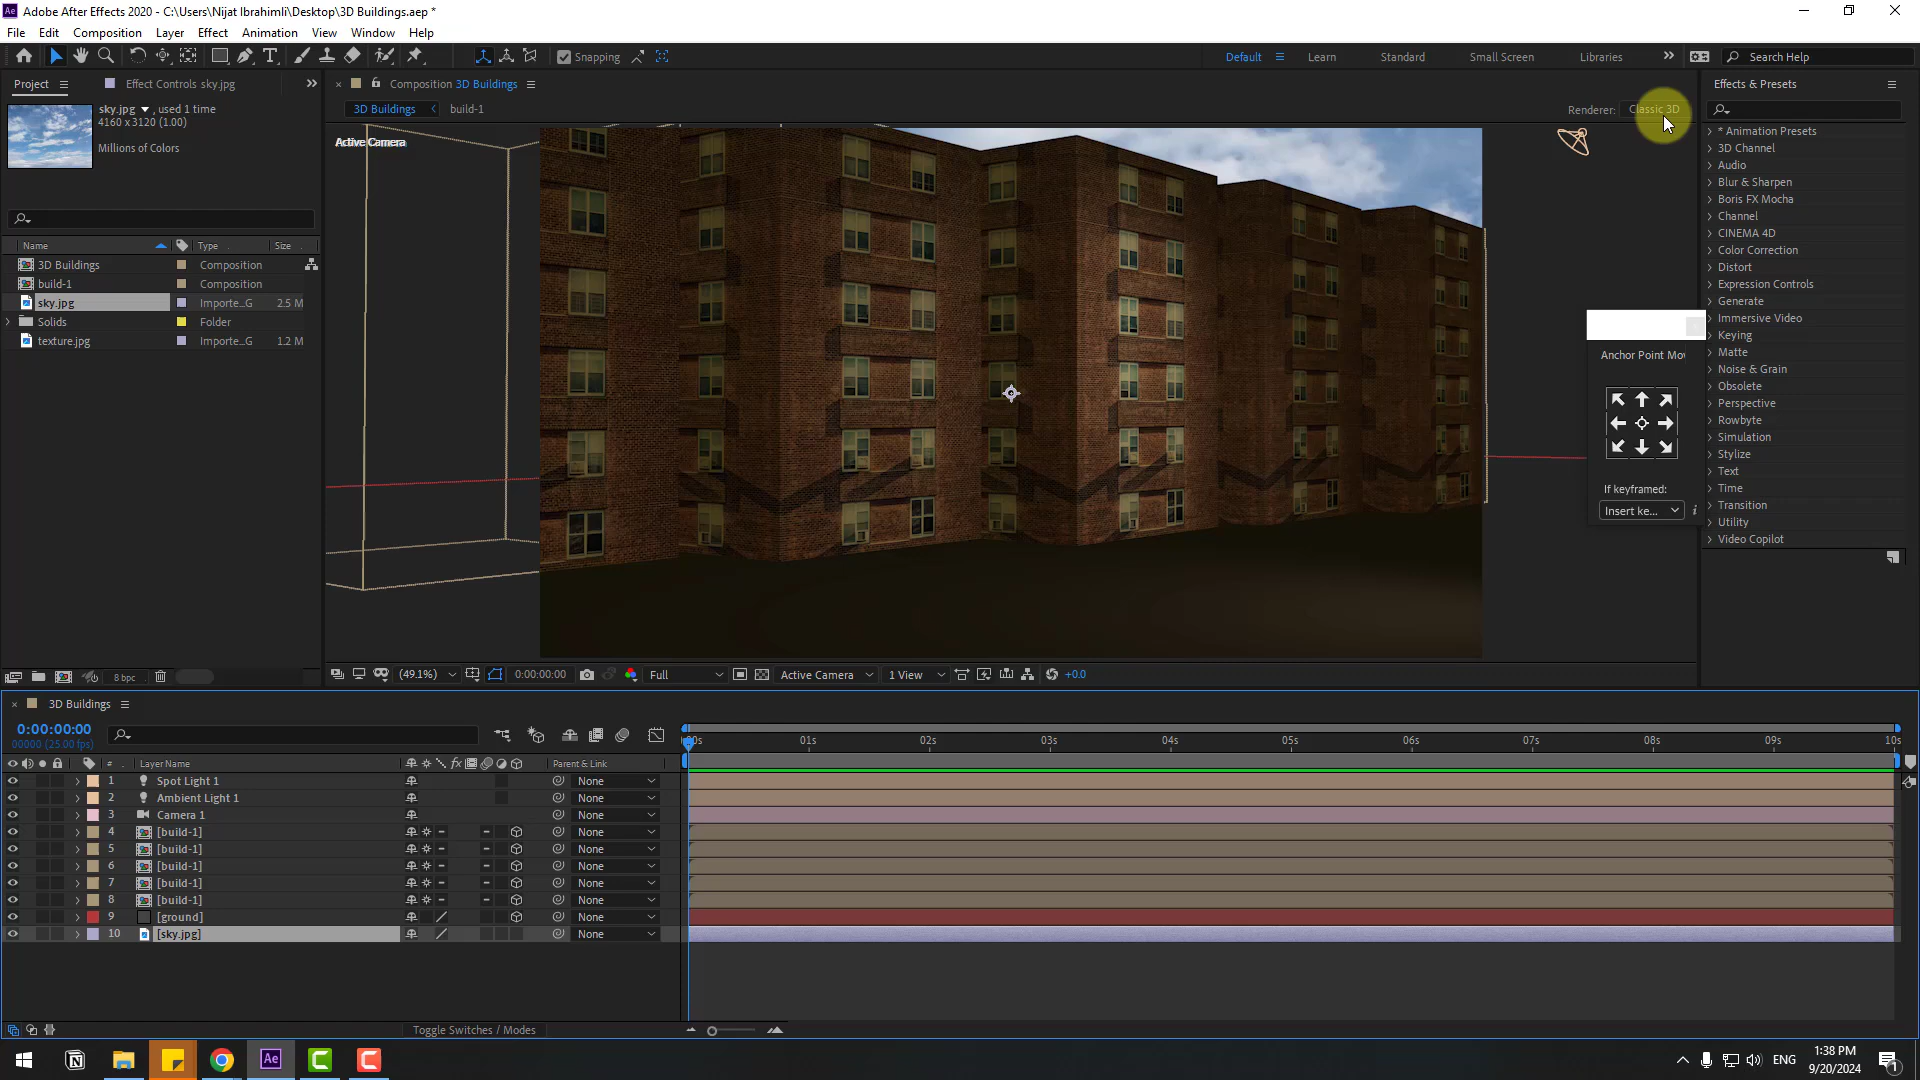 Adobe After Effects 2020 - C:\Users\Nijat Ibrahimli\Desktop\3D Buildings.aep *
File Edit Composition Layer Effect Animation View Window Help
Snapping
Default Learn Standard Small Screen Libraries Search Help
Project Effect Controls sky.jpg
Composition 3D Buildings
Effects & Presets
3D Buildings build-1
Renderer: Classic 3D
sky.jpg , used 1 time
4160 x 3120 (1.00)
Millions of Colors
Active Camera
Name Type Size
3D Buildings Composition
build-1 Composition
sky.jpg Importe...G 2.5 M
Solids Folder
texture.jpg Importe...G 1.2 M
8 bpc
Anchor Point Mov
If keyframed:
Insert ke...
* Animation Presets
3D Channel
Audio
Blur & Sharpen
Boris FX Mocha
Channel
CINEMA 4D
Color Correction
Distort
Expression Controls
Generate
Immersive Video
Keying
Matte
Noise & Grain
Obsolete
Perspective
Rowbyte
Simulation
Stylize
Text
Time
Transition
Utility
Video Copilot
(49.1%) 0:00:00:00 Full Active Camera 1 View +0.0
3D Buildings
0:00:00:00
00000 (25.00 fps)
:00s 01s 02s 03s 04s 05s 06s 07s 08s 09s 10s
# Layer Name fx Parent & Link
1 Spot Light 1 None
2 Ambient Light 1 None
3 Camera 1 None
4 [build-1] None
5 [build-1] None
6 [build-1] None
7 [build-1] None
8 [build-1] None
9 [ground] None
10 [sky.jpg] None
Toggle Switches / Modes
Ae
ENG
1:38 PM
9/20/2024
1